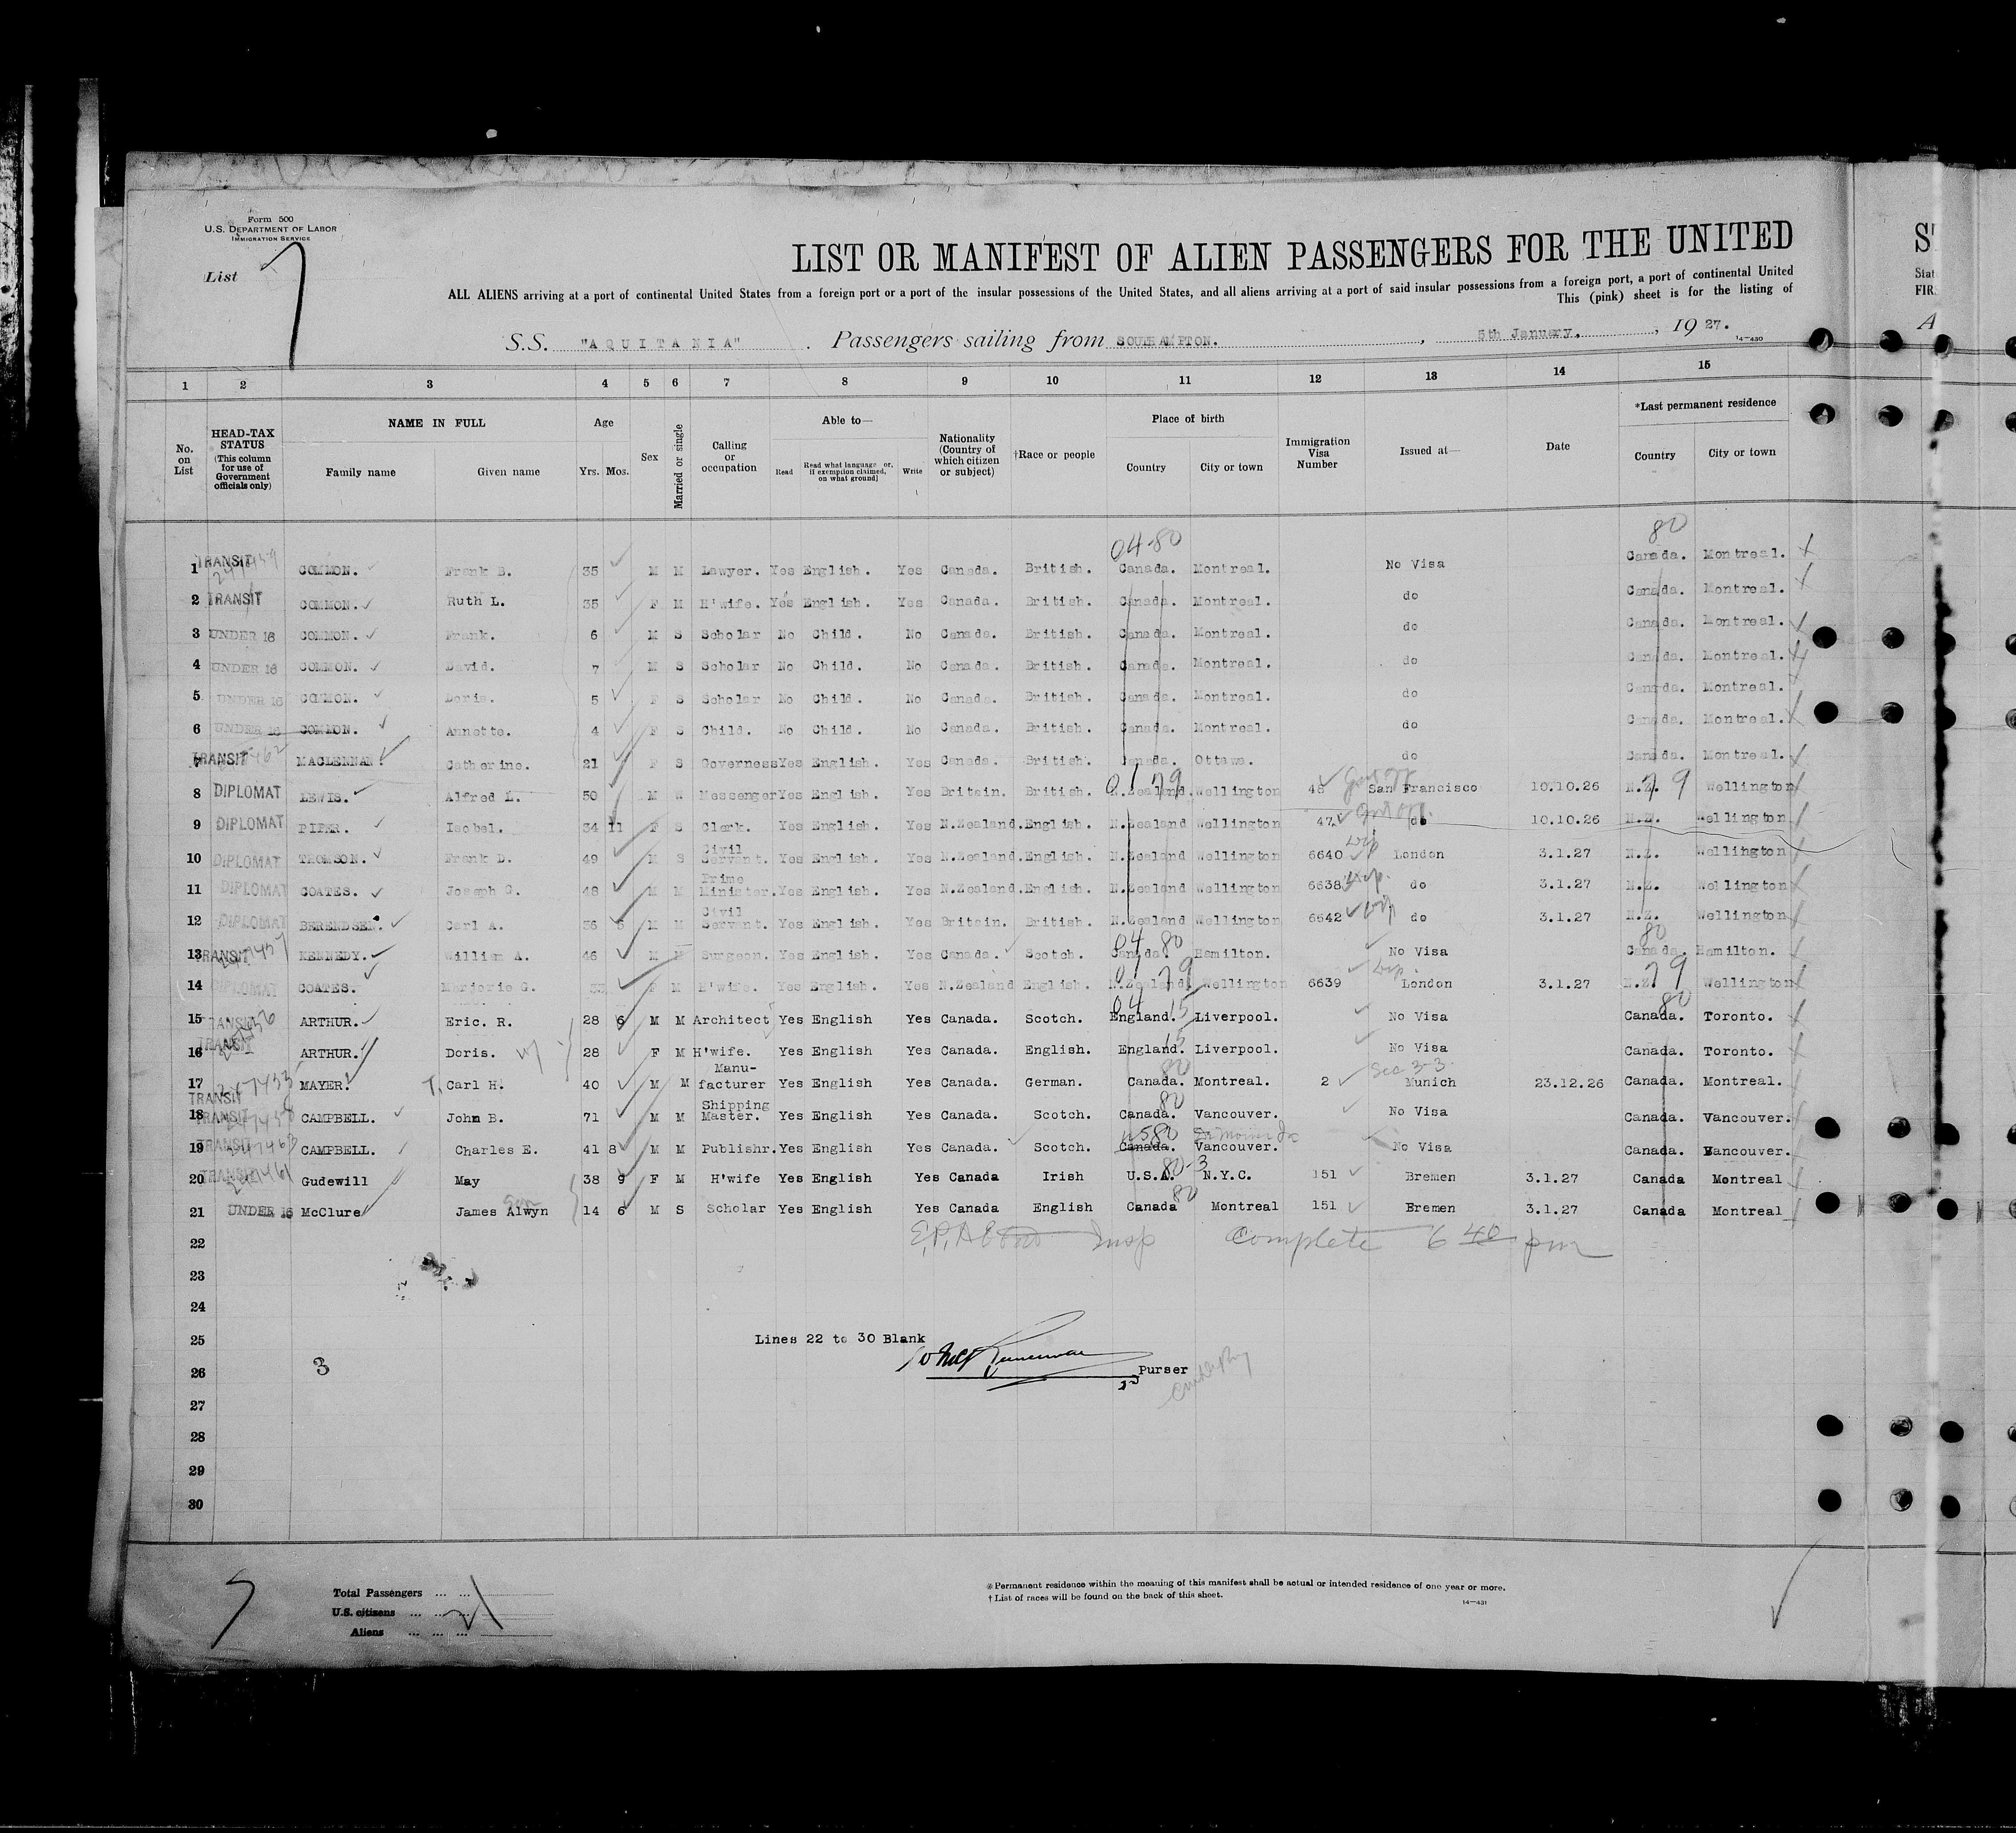 Form 500
U.S. DEPARTMENT OF LABOR
IMMIGRATION SERVICE
List 7
LIST OR MANIFEST OF ALIEN PASSENGERS FOR THE UNITED
ALL ALIENS arriving at a port of continental United States from a foreign port or a port of the insular possessions of the United States, and all aliens arriving at a port of said insular possessions from a foreign port, a port of continental United
This (pink) sheet is for the listing of
S.S. "AQUITANIA". Passengers sailing from SOUTHAMPTON., 5th January., 1927.
14—430
1 2 3 4 5 6 7 8 9 10 11 12 13 14 15
No. on List
HEAD-TAX STATUS (This column for use of Government officials only)
NAME IN FULL
Family name Given name
Age Yrs. Mos.
Sex
Married or single
Calling or occupation
Able to—
Read Read what language or, if exemption claimed, on what ground] Write
Nationality (Country of which citizen or subject)
†Race or people
Place of birth
Country City or town
Immigration Visa Number
Issued at—
Date
*Last permanent residence
Country City or town
04-80 80
1 TRANSIT COMMON. Frank B. 35 M M Lawyer. Yes English. Yes Canada. British. Canada. Montreal. No Visa Canada. Montreal.
2 TRANSIT COMMON. Ruth L. 35 F M H'wife. Yes English. Yes Canada. British. Canada. Montreal. do Canada. Montreal.
3 UNDER 16 COMMON. Frank. 6 M S Scholar No Child. No Canada. British. Canada. Montreal. do Canada. Montreal.
4 UNDER 16 COMMON. David. 7 M S Scholar No Child. No Canada. British. Canada. Montreal. do Canada. Montreal.
5 UNDER 16 COMMON. Doris. 5 F S Scholar No Child. No Canada. British. Canada. Montreal. do Canada. Montreal.
6 UNDER 16 COMMON. Annette. 4 F S Child. No Child. No Canada. British. Canada. Montreal. do Canada. Montreal.
7 TRANSIT MACLENNAN. Catherine. 21 F S Governess Yes English. Yes Canada. British. Canada. Ottawa. do Canada. Montreal.
8 DIPLOMAT LEWIS. Alfred L. 50 M W Messenger Yes English. Yes Britain. British. N.Zealand. Wellington 46 San Francisco 10.10.26 N.Z. Wellington
9 DIPLOMAT PIPER. Isobel. 34 11 F S Clerk. Yes English. Yes N.Zealand. English. N.Zealand Wellington 47 do 10.10.26 N.Z. Wellington
10 DIPLOMAT THOMSON. Frank D. 49 M S Civil Servant. Yes English. Yes N.Zealand. English. N.Zealand Wellington 6640 London 3.1.27 N.Z. Wellington
11 DIPLOMAT COATES. Joseph G. 48 M M Prime Minister. Yes English. Yes N.Zealand. English. N.Zealand Wellington 6638 do 3.1.27 N.Z. Wellington
12 DIPLOMAT BERENDSEN. Carl A. 36 6 M M Civil Servant. Yes English. Yes Britain. British. N.Zealand Wellington 6642 do 3.1.27 N.Z. Wellington
13 TRANSIT KENNEDY. William A. 46 M M Surgeon. Yes English. Yes Canada. Scotch. Canada Hamilton. No Visa Canada. Hamilton.
14 DIPLOMAT COATES. Marjorie G. 33 F M H'wife. Yes English. Yes N.Zealand English. N.Zealand Wellington 6639 London 3.1.27 N.Z. Wellington
15 TRANSIT ARTHUR. Eric. R. 28 6 M M Architect Yes English Yes Canada. Scotch. England. Liverpool. No Visa Canada. Toronto.
16 TRANSIT ARTHUR. Doris. 28 F M H'wife. Yes English Yes Canada. English. England. Liverpool. No Visa Canada. Toronto.
17 TRANSIT MAYER. T. Carl H. 40 M M Manu-facturer Yes English Yes Canada. German. Canada. Montreal. 2 Sec 3-3 Munich 23.12.26 Canada. Montreal.
18 TRANSIT CAMPBELL. John B. 71 M M Shipping Master. Yes English Yes Canada. Scotch. Canada. Vancouver. No Visa Canada. Vancouver.
19 TRANSIT CAMPBELL. Charles E. 41 8 M M Publishr. Yes English Yes Canada. Scotch. Canada. Vancouver. No Visa Canada. Vancouver.
20 TRANSIT Gudewill May 38 9 F M H'wife Yes English Yes Canada Irish U.S.A. N.Y.C. 151 Bremen 3.1.27 Canada Montreal
21 UNDER 16 McClure James Alwyn 14 6 M S Scholar Yes English Yes Canada English Canada Montreal 151 Bremen 3.1.27 Canada Montreal
22 Insp Complete 6 40 pm
23
24
25 Lines 22 to 30 Blank
26 3 Purser
27
28
29
30
Total Passengers ... ...
U.S. citizens ... ... ...
Aliens ... ... ...
* Permanent residence within the meaning of this manifest shall be actual or intended residence of one year or more.
† List of races will be found on the back of this sheet.
14—431